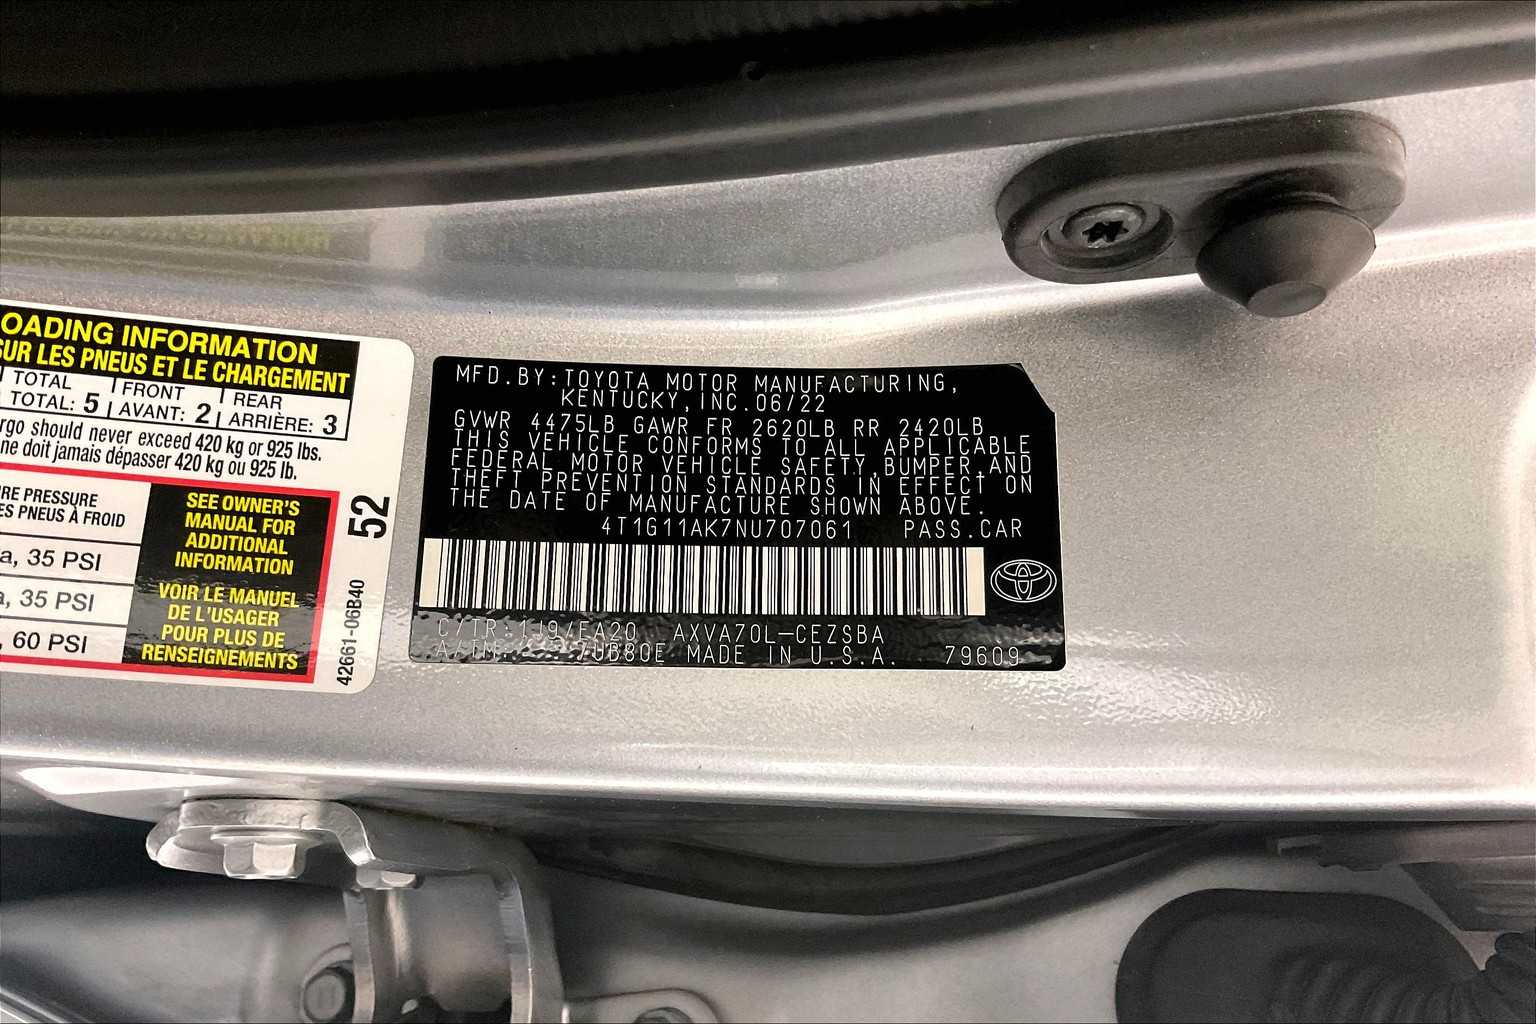 OADING INFORMATION
SUR LES PNEUS ET LE CHARGEMENT
TOTAL FRONT REAR
TOTAL: 5 AVANT: 2 ARRIÈRE: 3
rgo should never exceed 420 kg or 925 lbs.
ne doit jamais dépasser 420 kg ou 925 lb.
RE PRESSURE
ES PNEUS À FROID
a, 35 PSI
a, 35 PSI
, 60 PSI
SEE OWNER'S
MANUAL FOR
ADDITIONAL
INFORMATION
VOIR LE MANUEL
DE L'USAGER
POUR PLUS DE
RENSEIGNEMENTS
52
42661-06B40
MFD.BY:TOYOTA MOTOR MANUFACTURING,
KENTUCKY,INC.06/22
GVWR 4475LB GAWR FR 2620LB RR 2420LB
THIS VEHICLE CONFORMS TO ALL APPLICABLE
FEDERAL MOTOR VEHICLE SAFETY,BUMPER,AND
THEFT PREVENTION STANDARDS IN EFFECT ON
THE DATE OF MANUFACTURE SHOWN ABOVE.
4T1G11AK7NU707061 PASS.CAR
C/TR:1J9/EA20 AXVA70L-CEZSBA
MADE IN U.S.A. 79609